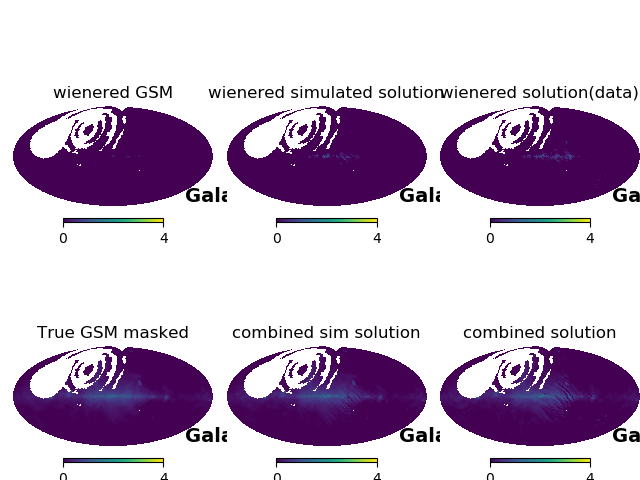 wienered GSM wienered simulated solution wienered solution(data)
Gala Gala Ga
0 4 0 4 0 4
True GSM masked combined sim solution combined solution
Gala Gala Ga
0 4 0 4 0 4